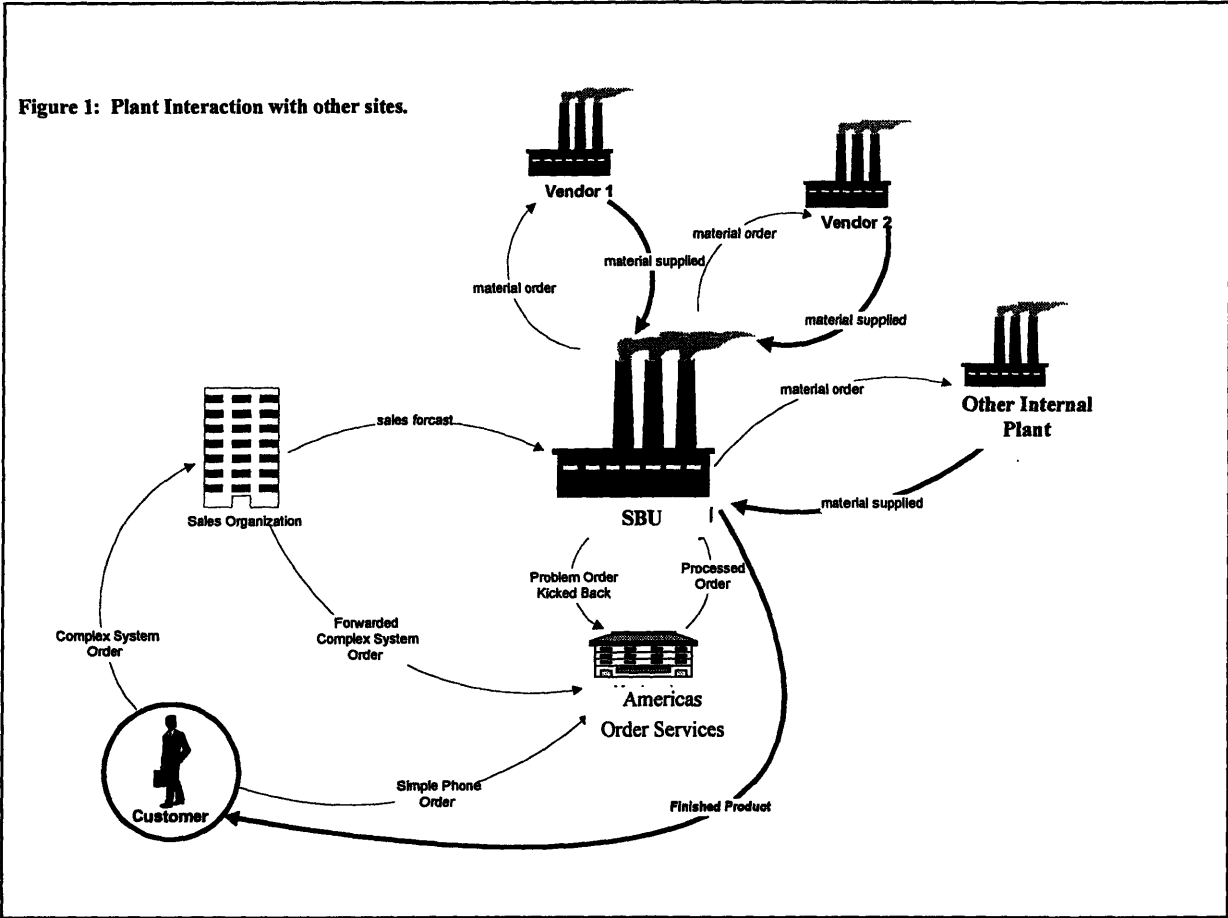 Figure 1: Plant Interaction with other sites.
Vendor 1
Vendor 2
material order
material supplied
material order
material supplied
material order
Other Internal
Plant
sales forcast
material supplied
Sales Organization
SBU
Problem Order
Kicked Back
Processed
Order
Forwarded
Complex System
Order
Complex System
Order
Americas
Order Services
Simple Phone
Order
Finished Product
Customer